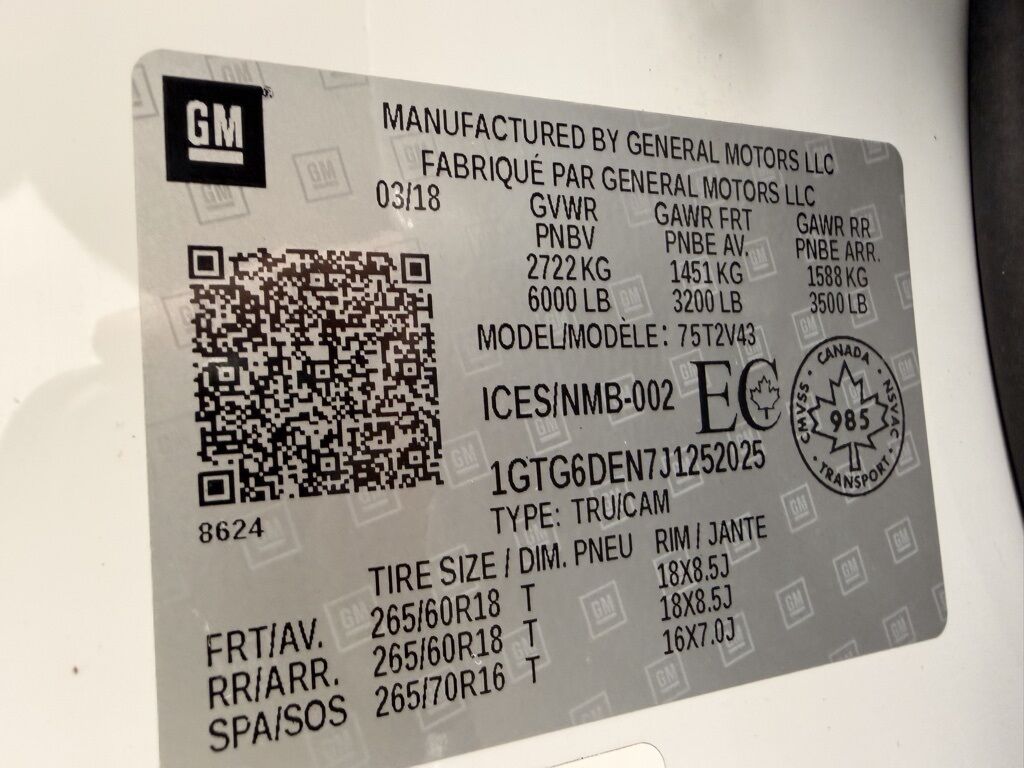 GM
MANUFACTURED BY GENERAL MOTORS LLC
FABRIQUÉ PAR GENERAL MOTORS LLC
03/18
GVWR GAWR FRT GAWR RR
PNBV PNBE AV. PNBE ARR.
2722 KG 1451 KG 1588 KG
6000 LB 3200 LB 3500 LB
MODEL/MODÈLE: 75T2V43
ICES/NMB-002 EC
CANADA
CMVSS · NSVAC
985
TRANSPORT
1GTG6DEN7J1252025
TYPE: TRU/CAM
8624
TIRE SIZE / DIM. PNEU RIM / JANTE
FRT/AV. 265/60R18 T 18X8.5J
RR/ARR. 265/60R18 T 18X8.5J
SPA/SOS 265/70R16 T 16X7.0J